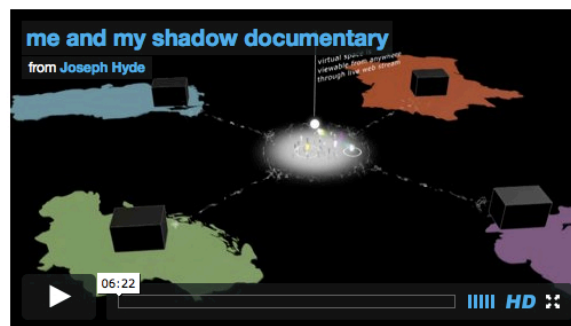 me and my shadow documentary
from Joseph Hyde
virtual space is
viewable from anywhere
through live web stream
06:22
HD